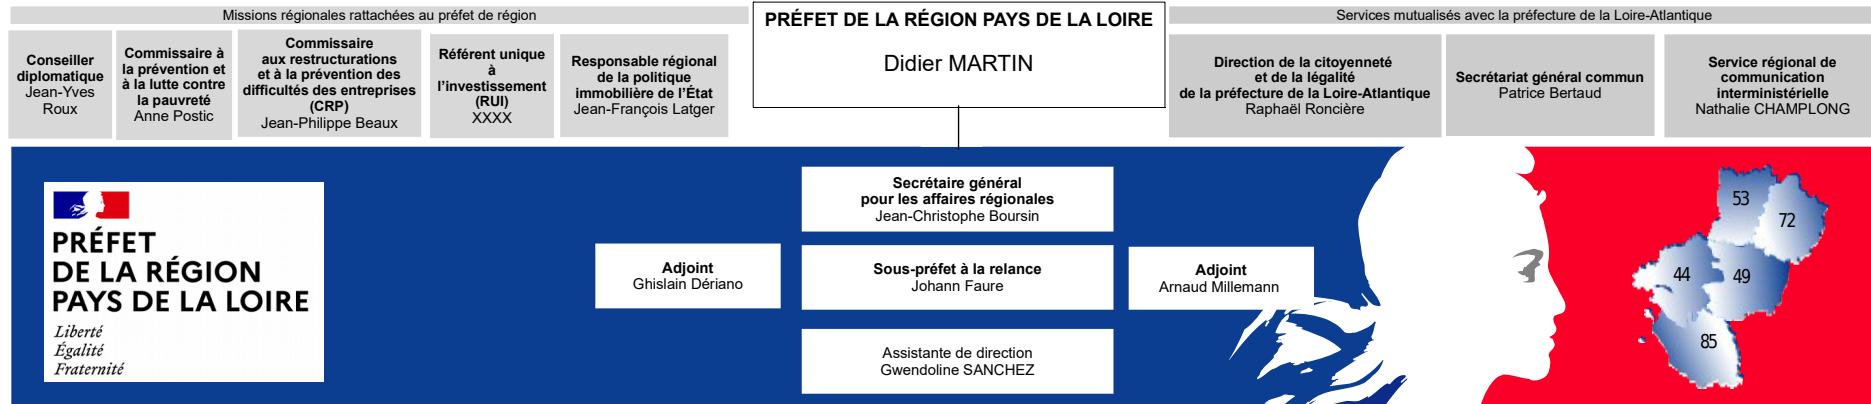 Missions régionales rattachées au préfet de région
Conseiller
diplomatique
Jean-Yves
Roux
Commissaire à
la prévention et
à la lutte contre
la pauvreté
Anne Postic
Commissaire
aux restructurations
et à la prévention des
difficultés des entreprises
(CRP)
Jean-Philippe Beaux
Référent unique
à
l’investissement
(RUI)
XXXX
Responsable régional
de la politique
immobilière de l’État
Jean-François Latger
PRÉFET DE LA RÉGION PAYS DE LA LOIRE
Didier MARTIN
Services mutualisés avec la préfecture de la Loire-Atlantique
Direction de la citoyenneté
et de la légalité
de la préfecture de la Loire-Atlantique
Raphaël Roncière
Secrétariat général commun
Patrice Bertaud
Service régional de
communication
interministérielle
Nathalie CHAMPLONG
PRÉFET
DE LA RÉGION
PAYS DE LA LOIRE
Liberté
Égalité
Fraternité
Secrétaire général
pour les affaires régionales
Jean-Christophe Boursin
Adjoint
Ghislain Dériano
Sous-préfet à la relance
Johann Faure
Adjoint
Arnaud Millemann
Assistante de direction
Gwendoline SANCHEZ
53
72
44
49
85